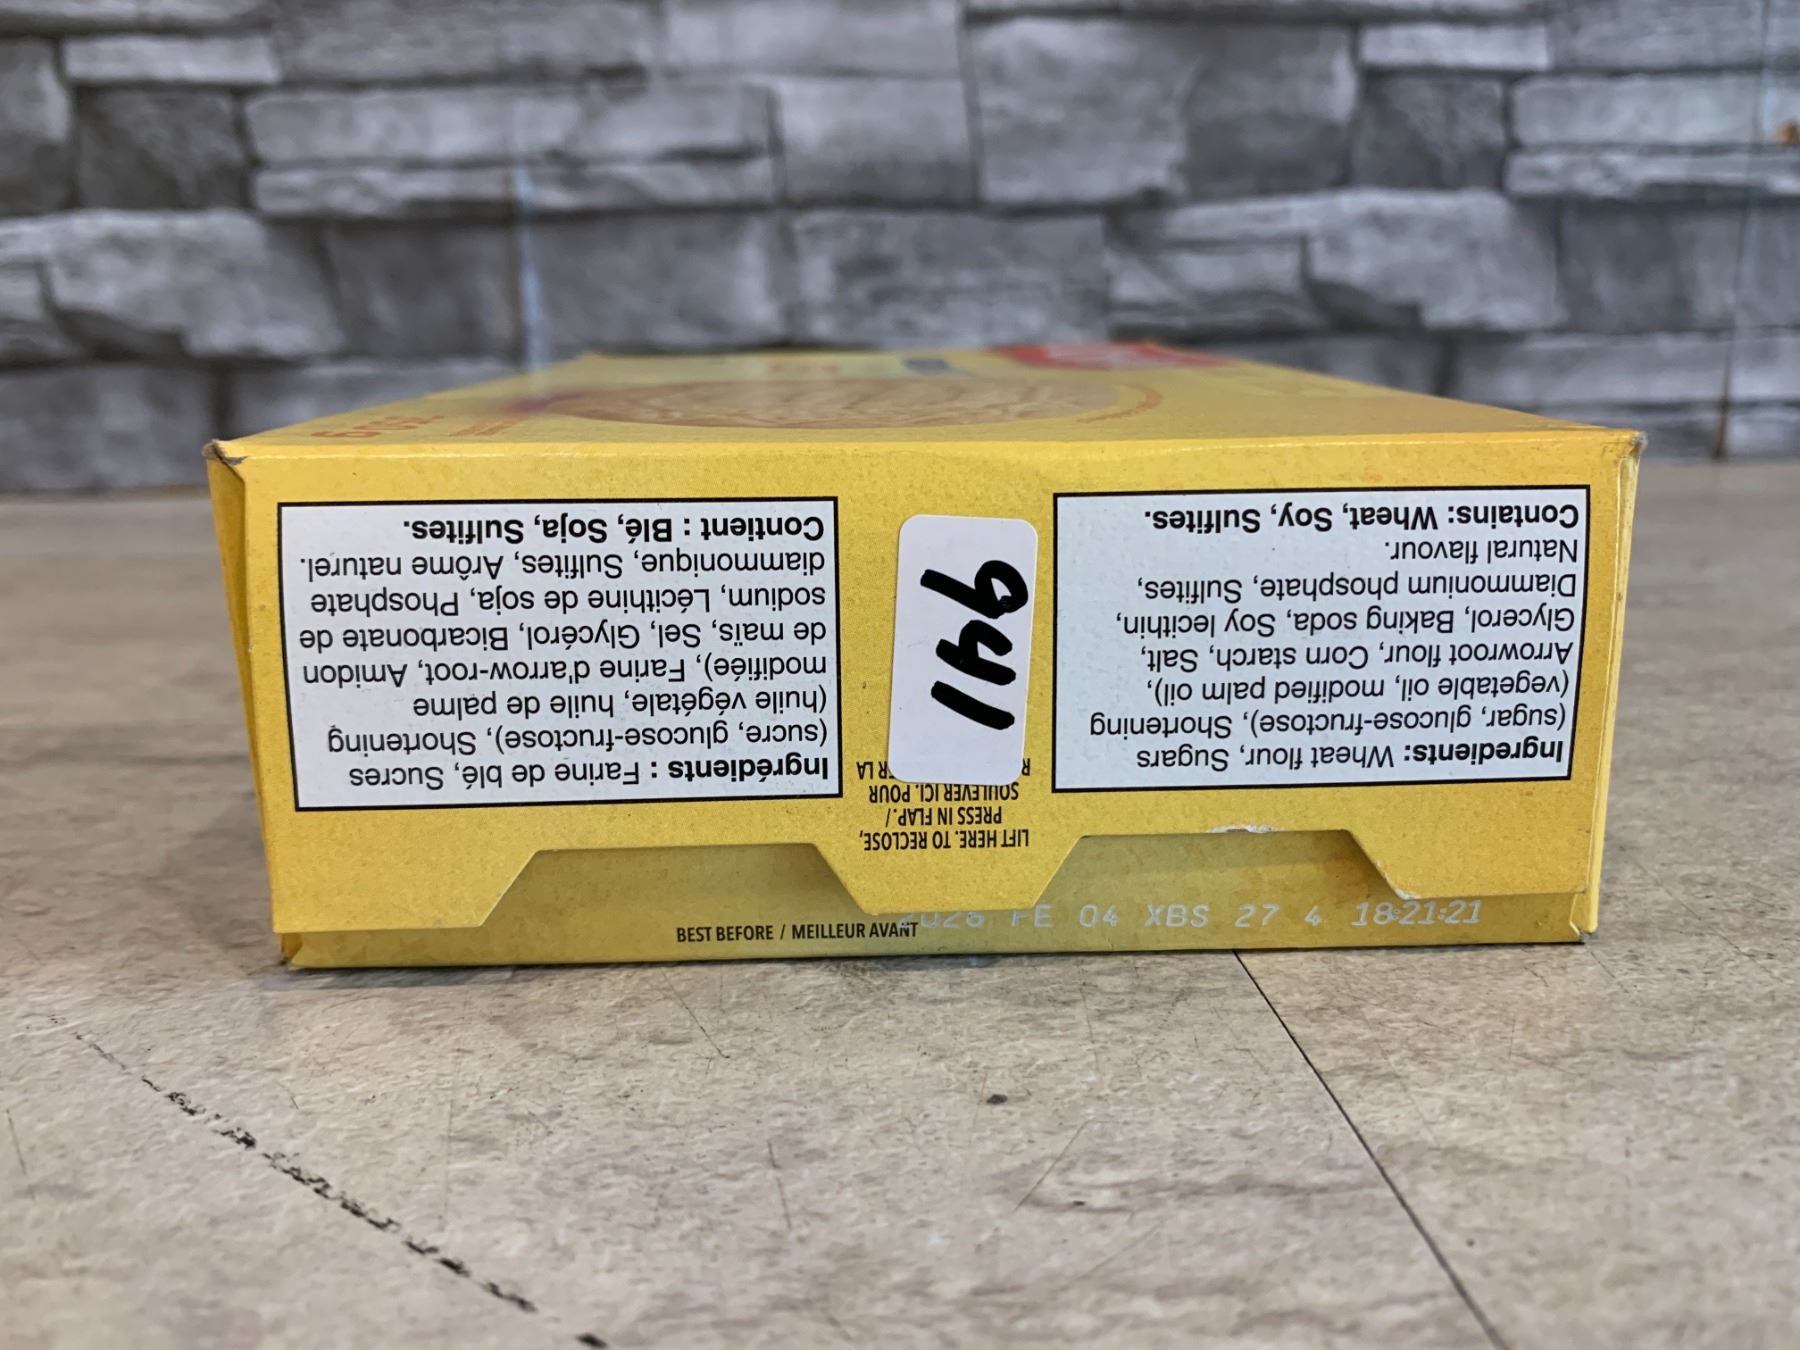 Ingredients: Wheat flour, Sugars
(sugar, glucose-fructose), Shortening
(vegetable oil, modified palm oil),
Arrowroot flour, Corn starch, Salt,
Glycerol, Baking soda, Soy lecithin,
Diammonium phosphate, Sulfites,
Natural flavour.
Contains: Wheat, Soy, Sulfites.
LIFT HERE. TO RECLOSE,
PRESS IN FLAP. /
SOULEVER ICI. POUR
LA
941
Ingrédients : Farine de blé, Sucres
(sucre, glucose-fructose), Shortening
(huile végétale, huile de palme
modifiée), Farine d'arrow-root, Amidon
de maïs, Sel, Glycérol, Bicarbonate de
sodium, Lécithine de soja, Phosphate
diammonique, Sulfites, Arôme naturel.
Contient : Blé, Soja, Sulfites.
BEST BEFORE / MEILLEUR AVANT
2026 FE 04 XBS 27 4 18:21:21